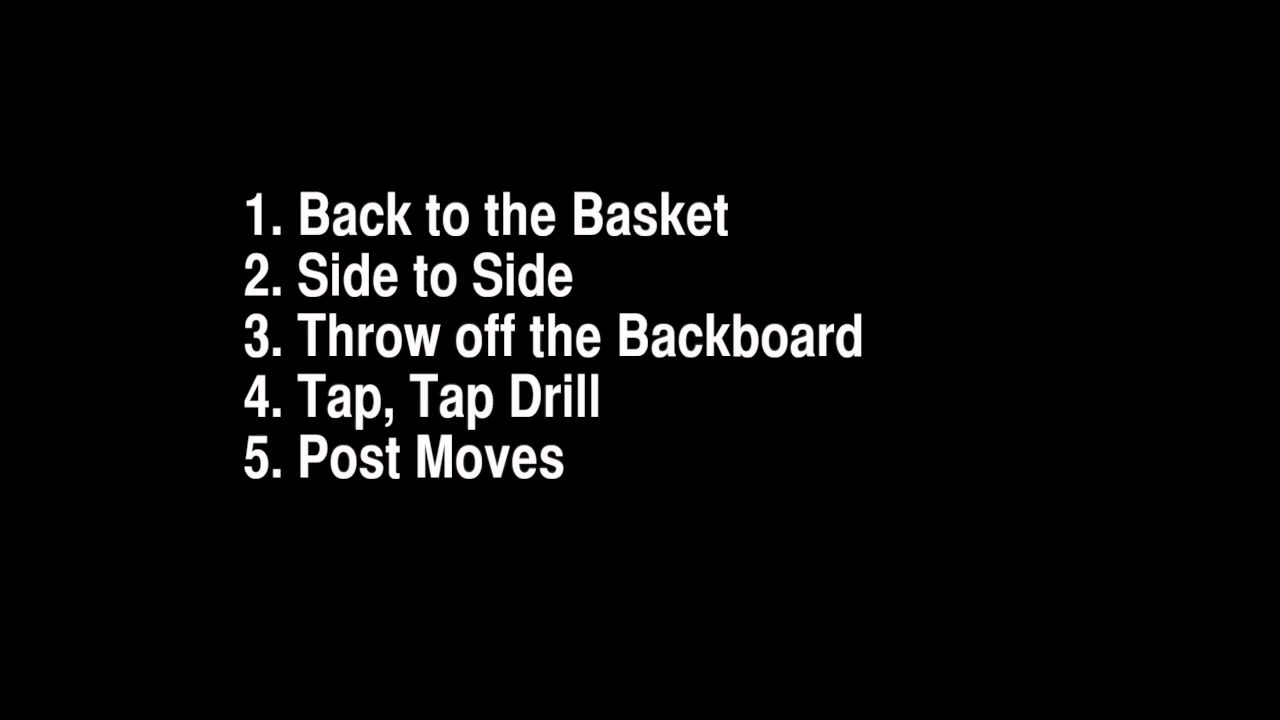 1. Back to the Basket
2. Side to Side
3. Throw off the Backboard
4. Tap, Tap Drill
5. Post Moves